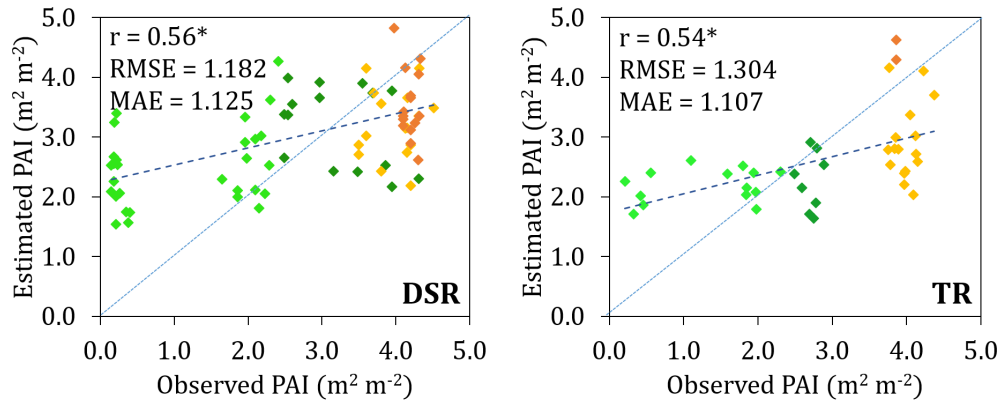 r = 0.56*
RMSE = 1.182
MAE = 1.125
DSR
5.0
4.0
3.0
2.0
1.0
0.0
Estimated PAI (m² m⁻²)
0.0 1.0 2.0 3.0 4.0 5.0
Observed PAI (m² m⁻²)
r = 0.54*
RMSE = 1.304
MAE = 1.107
TR
5.0
4.0
3.0
2.0
1.0
0.0
Estimated PAI (m² m⁻²)
0.0 1.0 2.0 3.0 4.0 5.0
Observed PAI (m² m⁻²)